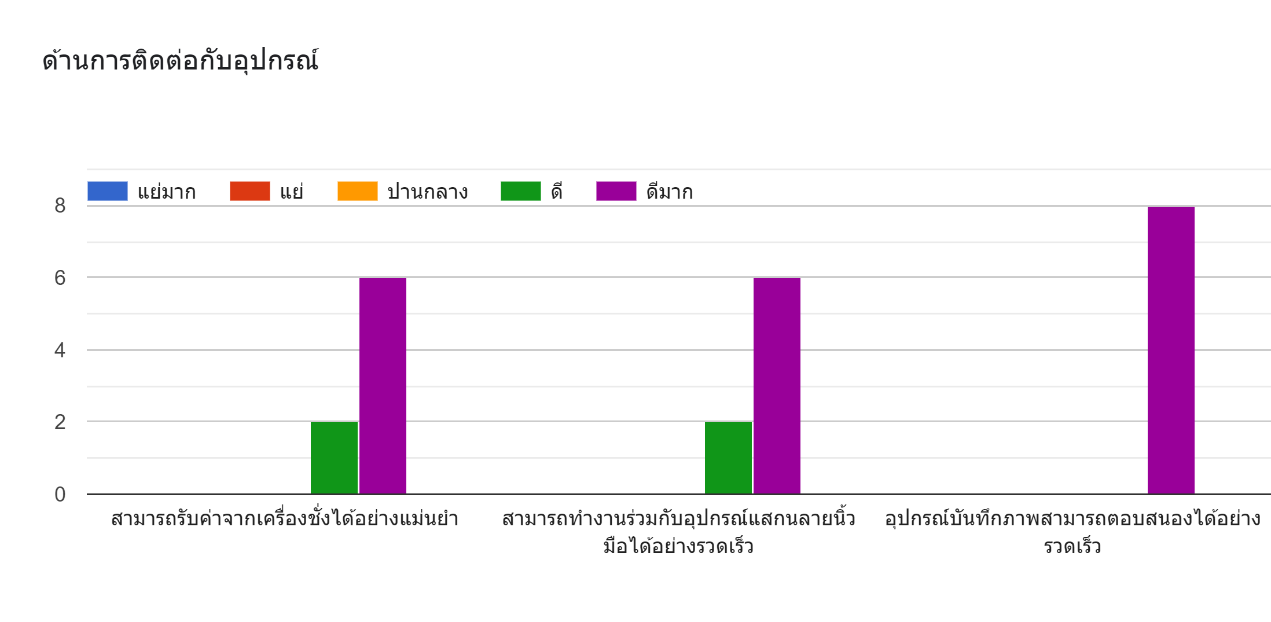 ด้านการติดต่อกับอุปกรณ์
แย่มาก แย่ ปานกลาง ดี ดีมาก
8
6
4
2
0
สามารถรับค่าจากเครื่องชั่งได้อย่างแม่นยำ
สามารถทำงานร่วมกับอุปกรณ์แสกนลายนิ้ว
มือได้อย่างรวดเร็ว
อุปกรณ์บันทึกภาพสามารถตอบสนองได้อย่าง
รวดเร็ว